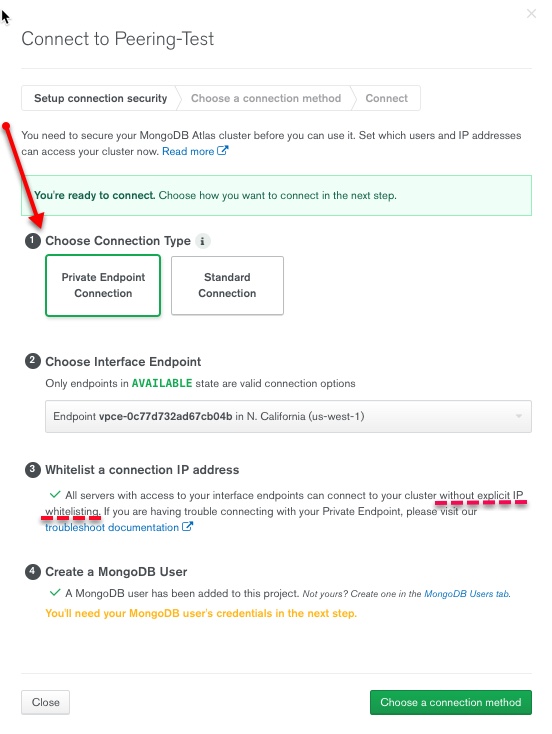 Connect to Peering-Test
Setup connection security Choose a connection method Connect
You need to secure your MongoDB Atlas cluster before you can use it. Set which users and IP addresses
can access your cluster now. Read more
You're ready to connect. Choose how you want to connect in the next step.
1 Choose Connection Type i
Private Endpoint
Connection
Standard
Connection
2 Choose Interface Endpoint
Only endpoints in AVAILABLE state are valid connection options
Endpoint vpce-0c77d732ad67cb04b in N. California (us-west-1)
3 Whitelist a connection IP address
All servers with access to your interface endpoints can connect to your cluster without explicit IP
whitelisting. If you are having trouble connecting with your Private Endpoint, please visit our
troubleshoot documentation
4 Create a MongoDB User
A MongoDB user has been added to this project. Not yours? Create one in the MongoDB Users tab.
You'll need your MongoDB user's credentials in the next step.
Close Choose a connection method